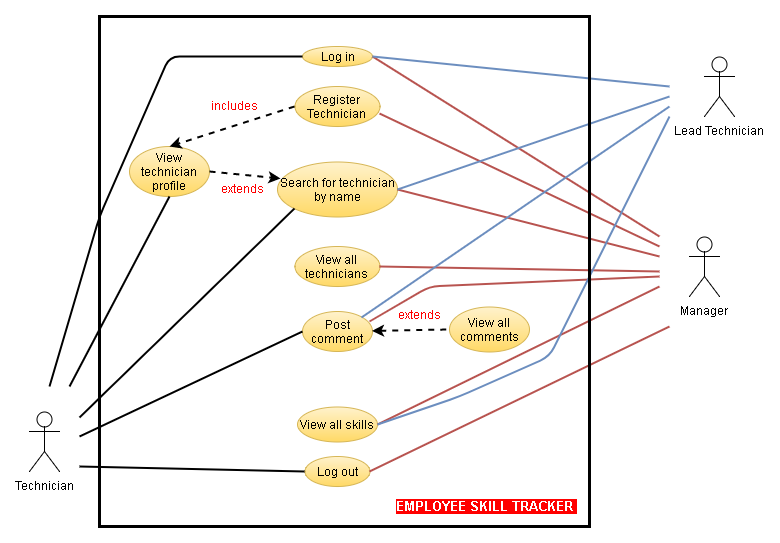 Log in
Register
Technician
includes
View
technician
profile
extends
Search for technician
by name
Lead Technician
View all
technicians
Manager
Post
comment
extends
View all
comments
View all skills
Log out
Technician
EMPLOYEE SKILL TRACKER